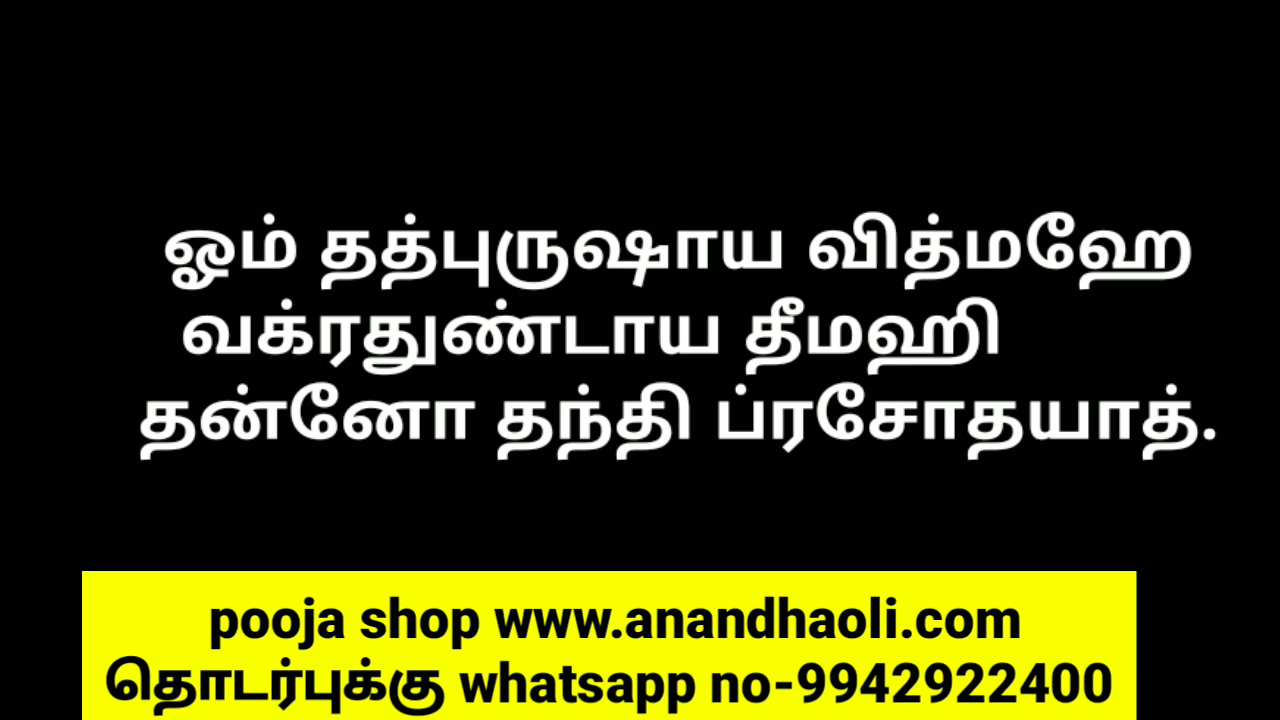 ஓம் தத்புருஷாய வித்மஹே
வக்ரதுண்டாய தீமஹி
தன்னோ தந்தி ப்ரசோதயாத்.
pooja shop www.anandhaoli.com
தொடர்புக்கு whatsapp no-9942922400